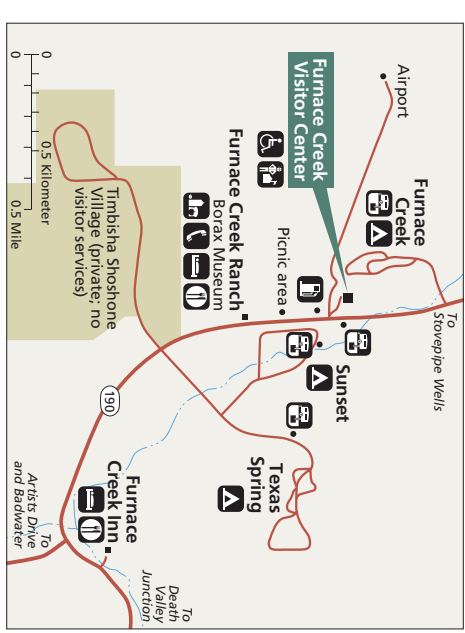 Airport
Furnace Creek
Visitor Center
Furnace
Creek
To
Stovepipe Wells
Picnic area
Furnace Creek Ranch
Borax Museum
Sunset
Texas
Spring
Timbisha Shoshone
Village (private; no
visitor services)
190
Furnace
Creek Inn
To
Artists Drive
and Badwater
To
Death
Valley
Junction
0
0.5 Kilometer
0
0.5 Mile